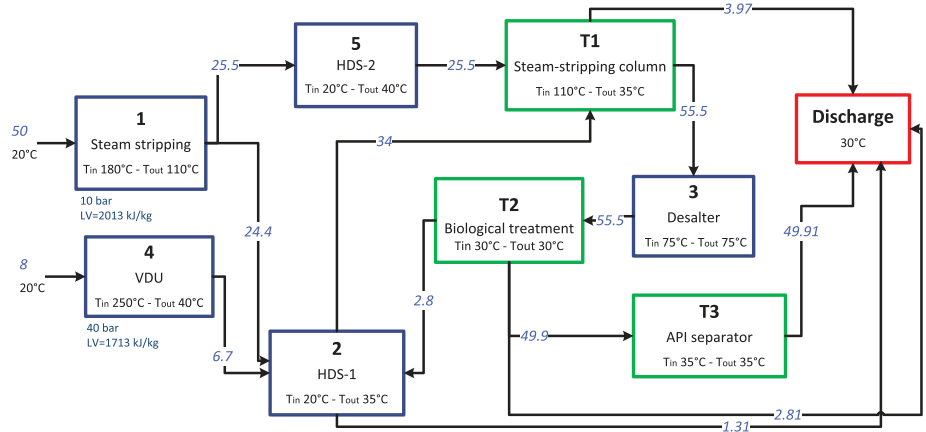 3.97
5
HDS-2
Tin 20°C - Tout 40°C
T1
Steam-stripping column
Tin 110°C - Tout 35°C
25.5
25.5
Discharge
30°C
1
Steam stripping
Tin 180°C - Tout 110°C
50
20°C
55.5
34
10 bar
LV=2013 kJ/kg
T2
Biological treatment
Tin 30°C - Tout 30°C
3
Desalter
Tin 75°C - Tout 75°C
55.5
49.91
24.4
4
VDU
Tin 250°C - Tout 40°C
8
20°C
40 bar
LV=1713 kJ/kg
2.8
T3
API separator
Tin 35°C - Tout 35°C
49.9
6.7
2
HDS-1
Tin 20°C - Tout 35°C
2.81
1.31